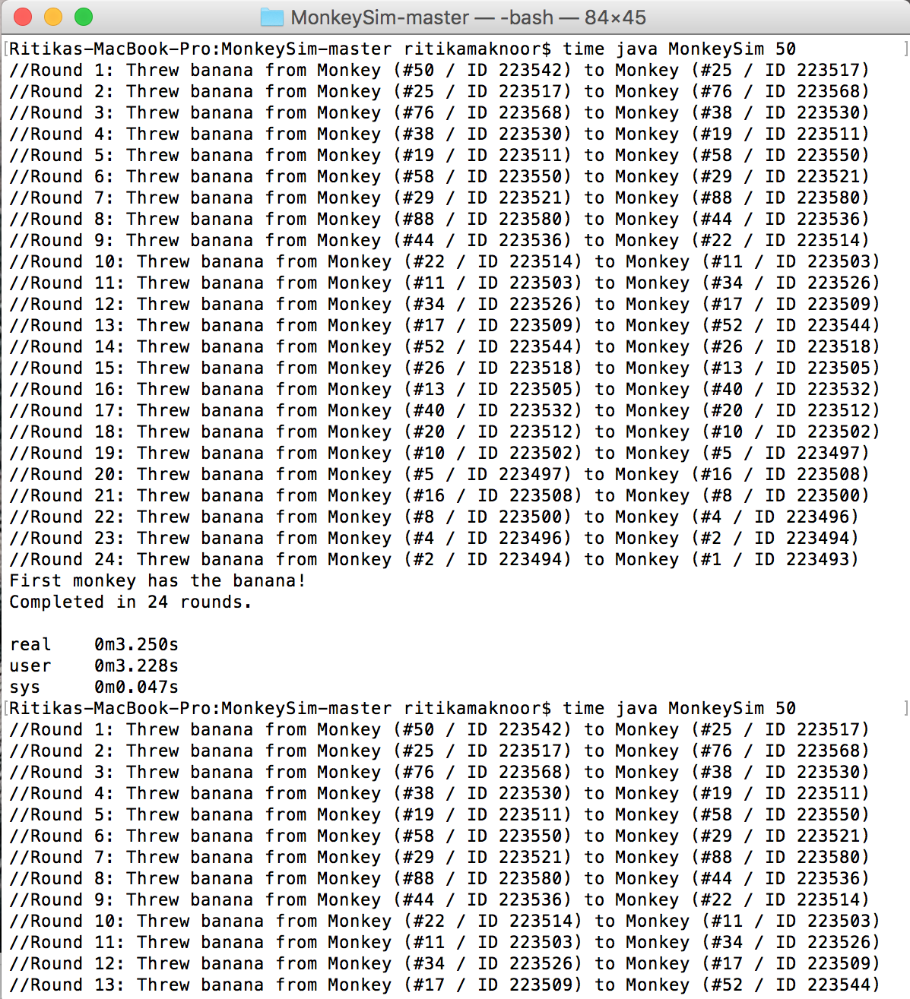 MonkeySim-master — -bash — 84×45
[Ritikas-MacBook-Pro:MonkeySim-master ritikamaknoor$ time java MonkeySim 50 ]
//Round 1: Threw banana from Monkey (#50 / ID 223542) to Monkey (#25 / ID 223517)
//Round 2: Threw banana from Monkey (#25 / ID 223517) to Monkey (#76 / ID 223568)
//Round 3: Threw banana from Monkey (#76 / ID 223568) to Monkey (#38 / ID 223530)
//Round 4: Threw banana from Monkey (#38 / ID 223530) to Monkey (#19 / ID 223511)
//Round 5: Threw banana from Monkey (#19 / ID 223511) to Monkey (#58 / ID 223550)
//Round 6: Threw banana from Monkey (#58 / ID 223550) to Monkey (#29 / ID 223521)
//Round 7: Threw banana from Monkey (#29 / ID 223521) to Monkey (#88 / ID 223580)
//Round 8: Threw banana from Monkey (#88 / ID 223580) to Monkey (#44 / ID 223536)
//Round 9: Threw banana from Monkey (#44 / ID 223536) to Monkey (#22 / ID 223514)
//Round 10: Threw banana from Monkey (#22 / ID 223514) to Monkey (#11 / ID 223503)
//Round 11: Threw banana from Monkey (#11 / ID 223503) to Monkey (#34 / ID 223526)
//Round 12: Threw banana from Monkey (#34 / ID 223526) to Monkey (#17 / ID 223509)
//Round 13: Threw banana from Monkey (#17 / ID 223509) to Monkey (#52 / ID 223544)
//Round 14: Threw banana from Monkey (#52 / ID 223544) to Monkey (#26 / ID 223518)
//Round 15: Threw banana from Monkey (#26 / ID 223518) to Monkey (#13 / ID 223505)
//Round 16: Threw banana from Monkey (#13 / ID 223505) to Monkey (#40 / ID 223532)
//Round 17: Threw banana from Monkey (#40 / ID 223532) to Monkey (#20 / ID 223512)
//Round 18: Threw banana from Monkey (#20 / ID 223512) to Monkey (#10 / ID 223502)
//Round 19: Threw banana from Monkey (#10 / ID 223502) to Monkey (#5 / ID 223497)
//Round 20: Threw banana from Monkey (#5 / ID 223497) to Monkey (#16 / ID 223508)
//Round 21: Threw banana from Monkey (#16 / ID 223508) to Monkey (#8 / ID 223500)
//Round 22: Threw banana from Monkey (#8 / ID 223500) to Monkey (#4 / ID 223496)
//Round 23: Threw banana from Monkey (#4 / ID 223496) to Monkey (#2 / ID 223494)
//Round 24: Threw banana from Monkey (#2 / ID 223494) to Monkey (#1 / ID 223493)
First monkey has the banana!
Completed in 24 rounds.
real 0m3.250s
user 0m3.228s
sys 0m0.047s
[Ritikas-MacBook-Pro:MonkeySim-master ritikamaknoor$ time java MonkeySim 50 ]
//Round 1: Threw banana from Monkey (#50 / ID 223542) to Monkey (#25 / ID 223517)
//Round 2: Threw banana from Monkey (#25 / ID 223517) to Monkey (#76 / ID 223568)
//Round 3: Threw banana from Monkey (#76 / ID 223568) to Monkey (#38 / ID 223530)
//Round 4: Threw banana from Monkey (#38 / ID 223530) to Monkey (#19 / ID 223511)
//Round 5: Threw banana from Monkey (#19 / ID 223511) to Monkey (#58 / ID 223550)
//Round 6: Threw banana from Monkey (#58 / ID 223550) to Monkey (#29 / ID 223521)
//Round 7: Threw banana from Monkey (#29 / ID 223521) to Monkey (#88 / ID 223580)
//Round 8: Threw banana from Monkey (#88 / ID 223580) to Monkey (#44 / ID 223536)
//Round 9: Threw banana from Monkey (#44 / ID 223536) to Monkey (#22 / ID 223514)
//Round 10: Threw banana from Monkey (#22 / ID 223514) to Monkey (#11 / ID 223503)
//Round 11: Threw banana from Monkey (#11 / ID 223503) to Monkey (#34 / ID 223526)
//Round 12: Threw banana from Monkey (#34 / ID 223526) to Monkey (#17 / ID 223509)
//Round 13: Threw banana from Monkey (#17 / ID 223509) to Monkey (#52 / ID 223544)